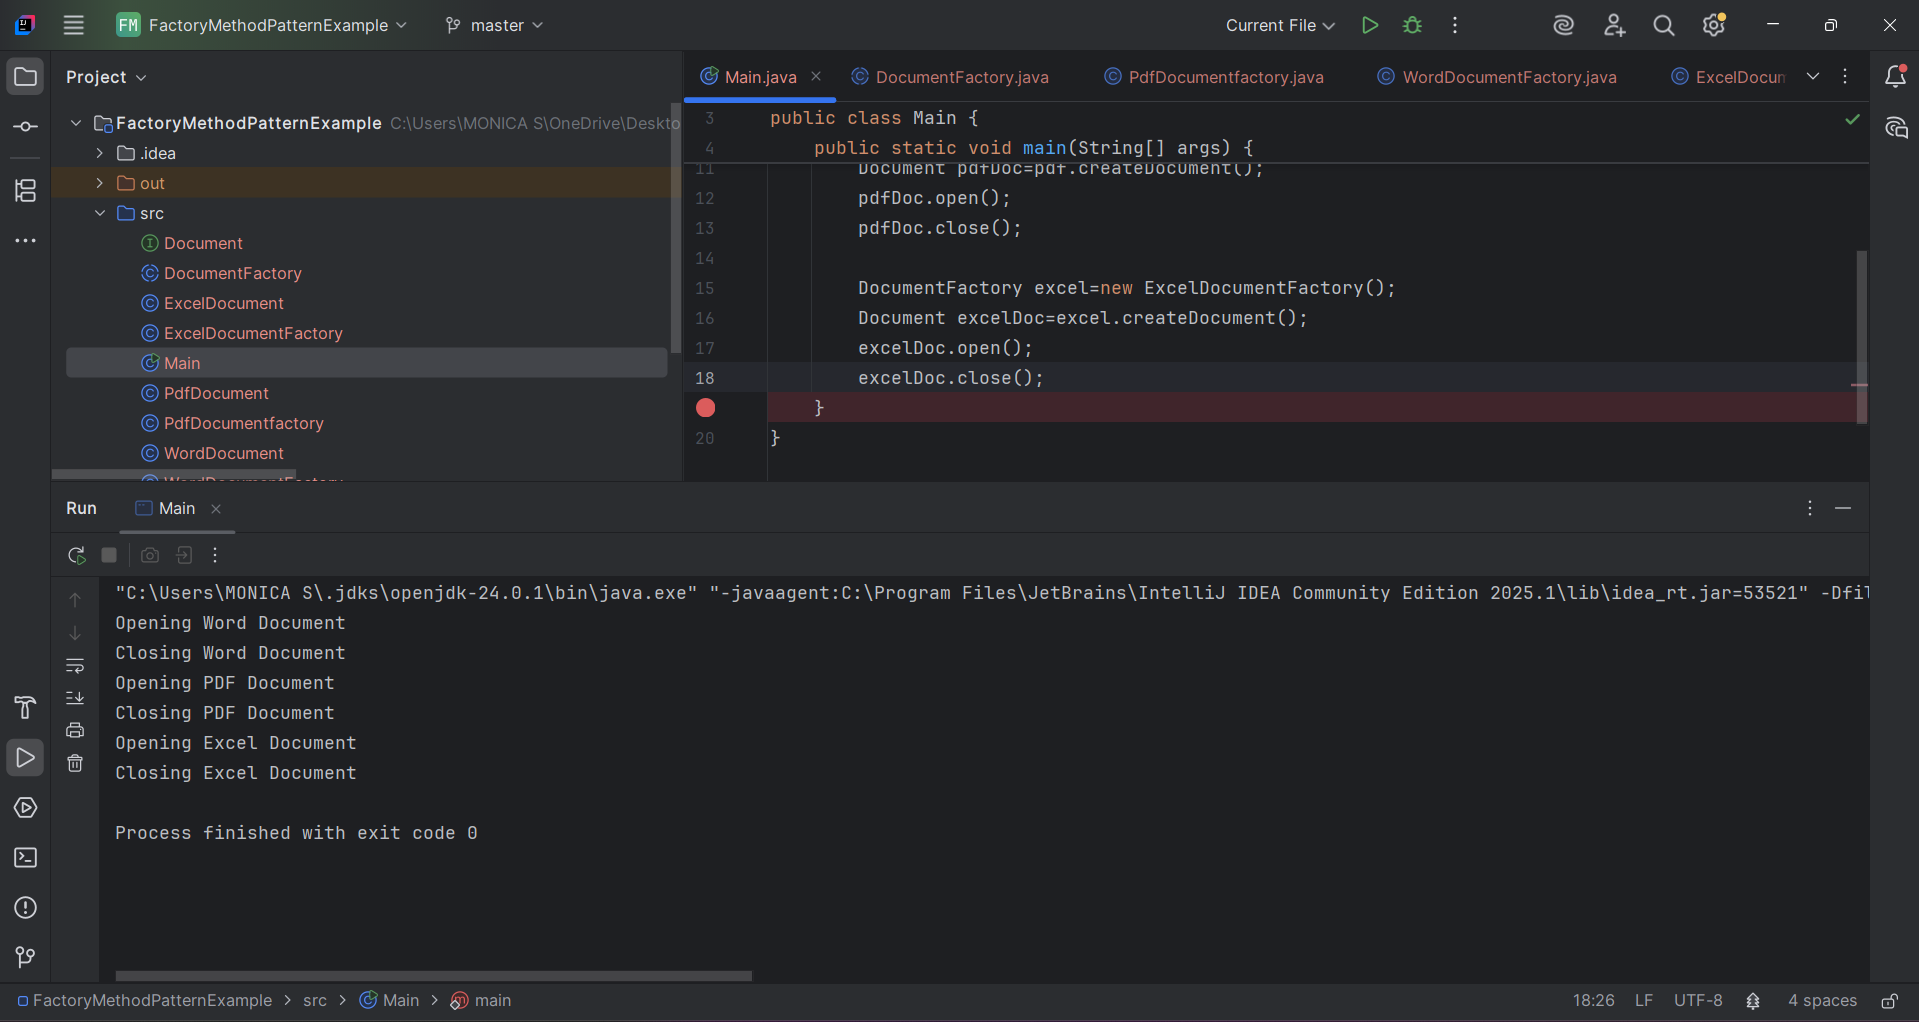 FM FactoryMethodPatternExample master Current File
Project
Main.java DocumentFactory.java PdfDocumentfactory.java WordDocumentFactory.java ExcelDocum
FactoryMethodPatternExample C:\Users\MONICA S\OneDrive\Deskto
.idea
out
src
Document
DocumentFactory
ExcelDocument
ExcelDocumentFactory
Main
PdfDocument
PdfDocumentfactory
WordDocument
WordDocumentFactory
3 public class Main {
4 public static void main(String[] args) {
11 Document pdfDoc=pdf.createDocument();
12 pdfDoc.open();
13 pdfDoc.close();
14
15 DocumentFactory excel=new ExcelDocumentFactory();
16 Document excelDoc=excel.createDocument();
17 excelDoc.open();
18 excelDoc.close();
}
20 }
Run Main
"C:\Users\MONICA S\.jdks\openjdk-24.0.1\bin\java.exe" "-javaagent:C:\Program Files\JetBrains\IntelliJ IDEA Community Edition 2025.1\lib\idea_rt.jar=53521" -Dfil
Opening Word Document
Closing Word Document
Opening PDF Document
Closing PDF Document
Opening Excel Document
Closing Excel Document
Process finished with exit code 0
FactoryMethodPatternExample > src > Main > main 18:26 LF UTF-8 4 spaces